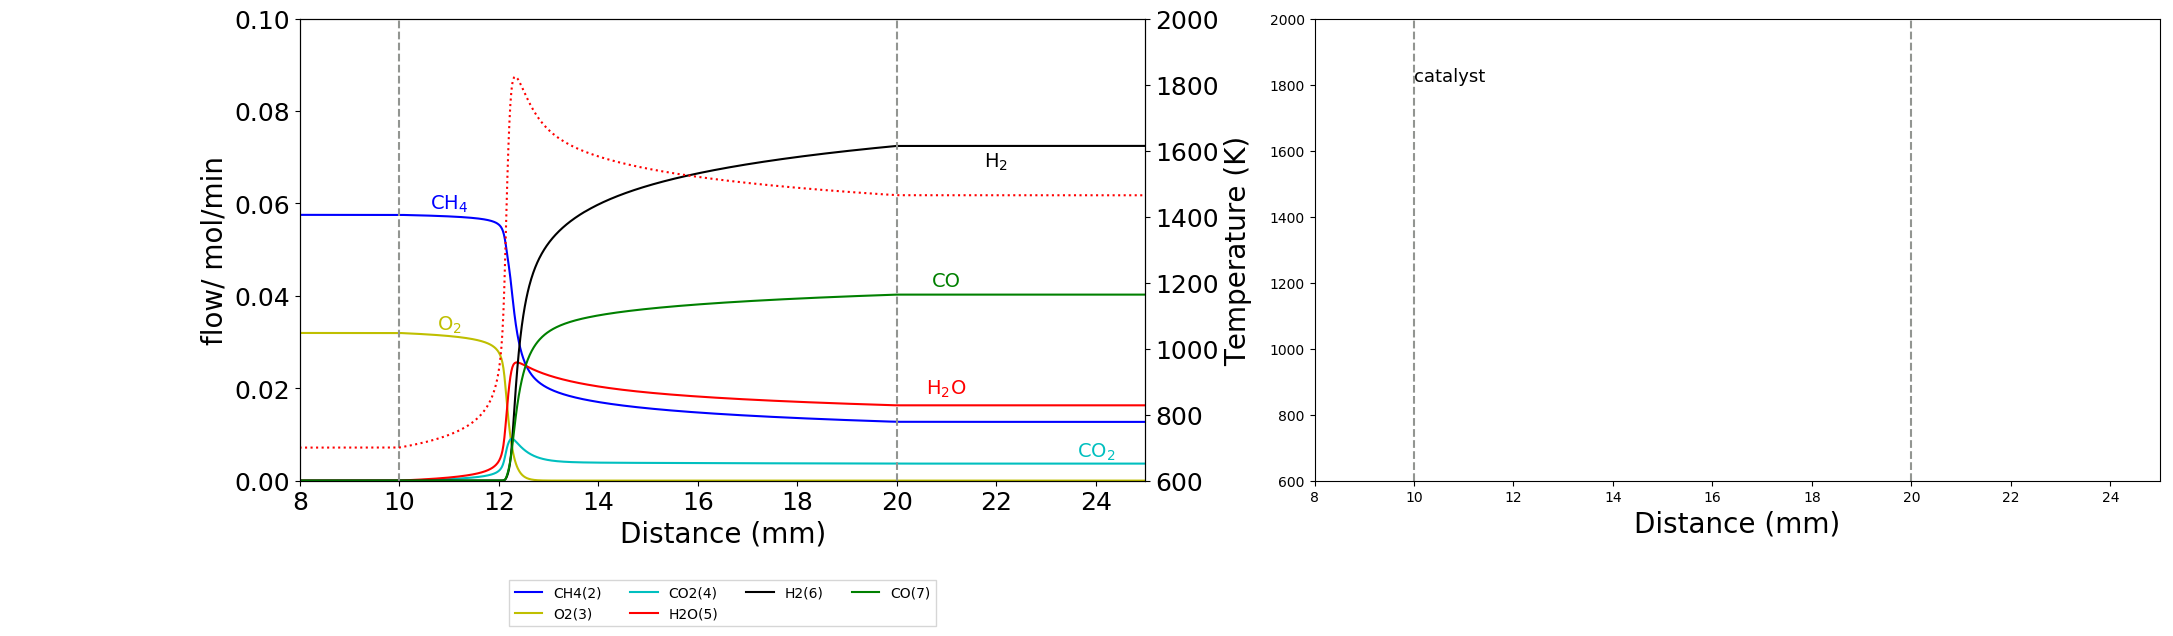 0.10
0.08
0.06
0.04
0.02
0.00
flow/ mol/min
8 10 12 14 16 18 20 22 24
Distance (mm)
CH₄
O₂
H₂
CO
H₂O
CO₂
2000
1800
1600
1400
1200
1000
800
600
Temperature (K)
CH4(2) CO2(4) H2(6) CO(7)
O2(3) H2O(5)
2000
1800
1600
1400
1200
1000
800
600
catalyst
8 10 12 14 16 18 20 22 24
Distance (mm)